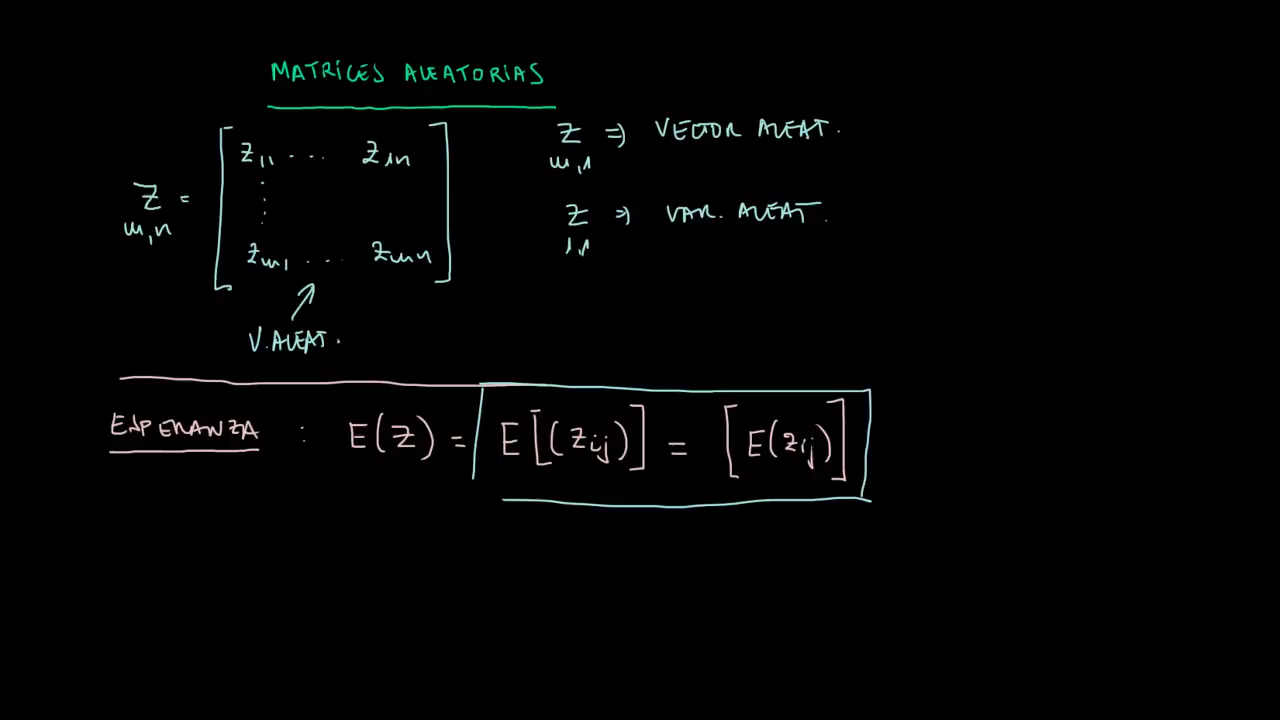 MATRICES ALEATORIAS
Z m,n = [ z11 ... z1n
⋮
zm1 ... zmn ]
V. ALEAT.
Z m,1 ⇒ VECTOR ALEAT.
Z 1,1 ⇒ VAR. ALEAT.
ESPERANZA : E(Z) = E[(zij)] = [E(zij)]